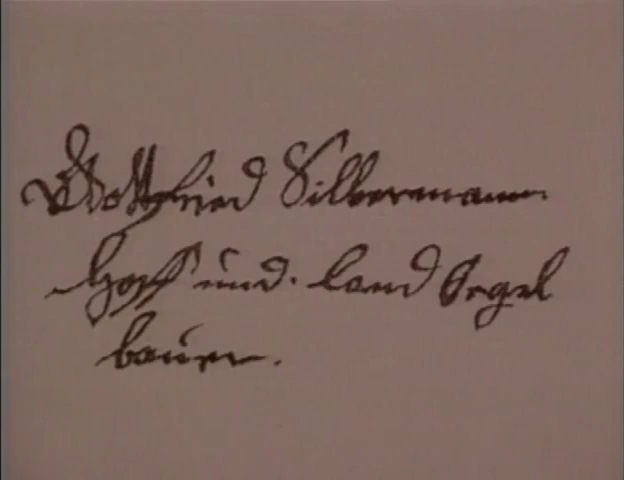 Gottfried Silbermann
Hoff und. land Orgel
bauer.